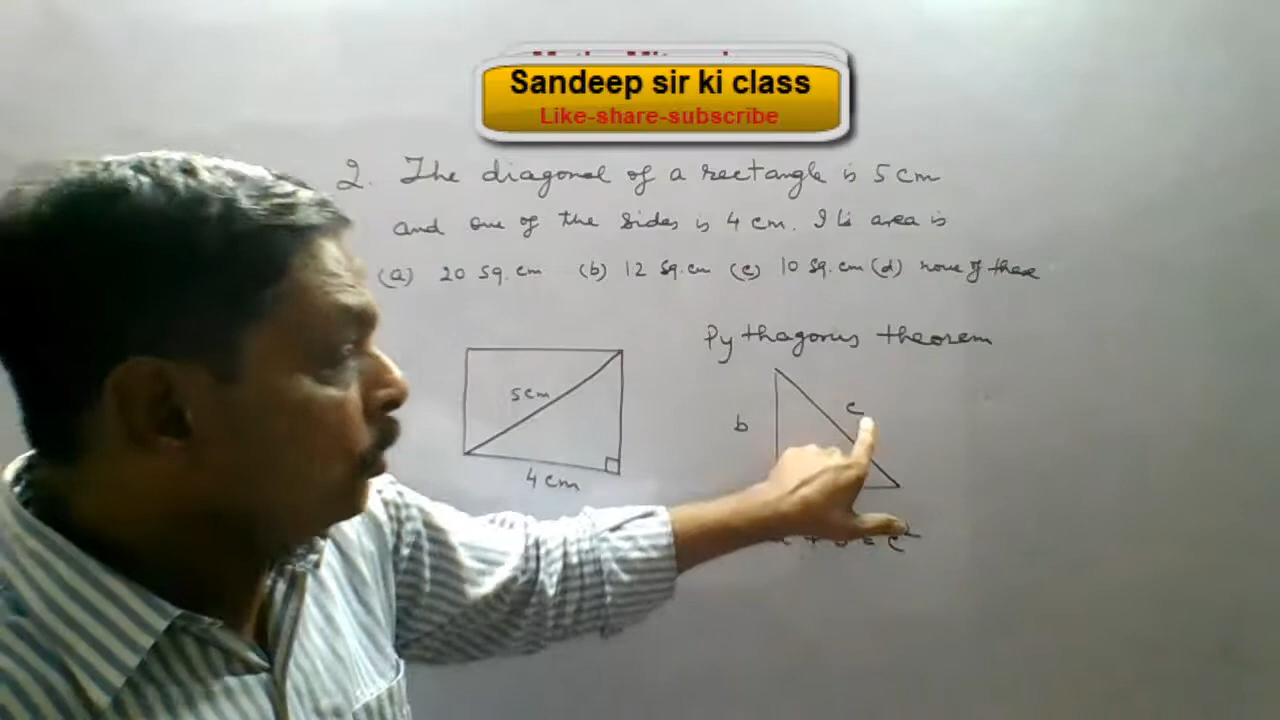 Sandeep sir ki class
Like-share-subscribe
2. The diagonal of a rectangle is 5 cm
and one of the sides is 4 cm. Its area is
(a) 20 sq. cm (b) 12 sq. cm (c) 10 sq. cm (d) none of these
Pythagorus theorem
5cm
4 cm
b
c